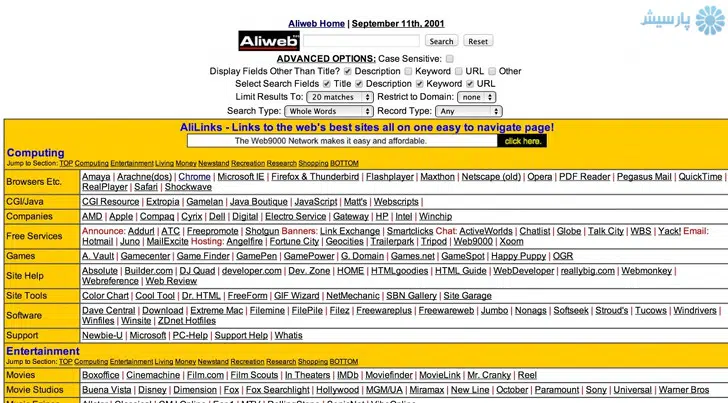 Aliweb Home | September 11th, 2001
پارسیش
Aliweb Search Reset
ADVANCED OPTIONS: Case Sensitive:
Display Fields Other Than Title? Description Keyword URL Other
Select Search Fields Title Description Keyword URL
Limit Results To: 20 matches Restrict to Domain: none
Search Type: Whole Words Record Type: Any
AliLinks - Links to the web's best sites all on one easy to navigate page!
The Web9000 Network makes it easy and affordable. click here.
Computing
Jump to Section: TOP Computing Entertainment Living Money Newstand Recreation Research Shopping BOTTOM
Browsers Etc. Amaya | Arachne(dos) | Chrome | Microsoft IE | Firefox & Thunderbird | Flashplayer | Maxthon | Netscape (old) | Opera | PDF Reader | Pegasus Mail | QuickTime |
RealPlayer | Safari | Shockwave
CGI/Java CGI Resource | Extropia | Gamelan | Java Boutique | JavaScript | Matt's | Webscripts |
Companies AMD | Apple | Compaq | Cyrix | Dell | Digital | Electro Service | Gateway | HP | Intel | Winchip
Free Services Announce: Addurl | ATC | Freepromote | Shotgun Banners: Link Exchange | Smartclicks Chat: ActiveWorlds | Chatlist | Globe | Talk City | WBS | Yack! Email:
Hotmail | Juno | MailExcite Hosting: Angelfire | Fortune City | Geocities | Trailerpark | Tripod | Web9000 | Xoom
Games A. Vault | Gamecenter | Game Finder | GamePen | GamePower | G. Domain | Games.net | GameSpot | Happy Puppy | OGR
Site Help Absolute | Builder.com | DJ Quad | developer.com | Dev. Zone | HOME | HTMLgoodies | HTML Guide | WebDeveloper | reallybig.com | Webmonkey |
Webreference | Web Review
Site Tools Color Chart | Cool Tool | Dr. HTML | FreeForm | GIF Wizard | NetMechanic | SBN Gallery | Site Garage
Software Dave Central | Download | Extreme Mac | Filemine | FilePile | Filez | Freewareplus | Freewareweb | Jumbo | Nonags | Softseek | Stroud's | Tucows | Windrivers |
Winfiles | Winsite | ZDnet Hotfiles
Support Newbie-U | Microsoft | PC-Help | Support Help | Whatis
Entertainment
Jump to Section: TOP Computing Entertainment Living Money Newstand Recreation Research Shopping BOTTOM
Movies Boxoffice | Cinemachine | Film.com | Film Scouts | In Theaters | IMDb | Moviefinder | MovieLink | Mr. Cranky | Reel
Movie Studios Buena Vista | Disney | Dimension | Fox | Fox Searchlight | Hollywood | MGM/UA | Miramax | New Line | October | Paramount | Sony | Universal | Warner Bros